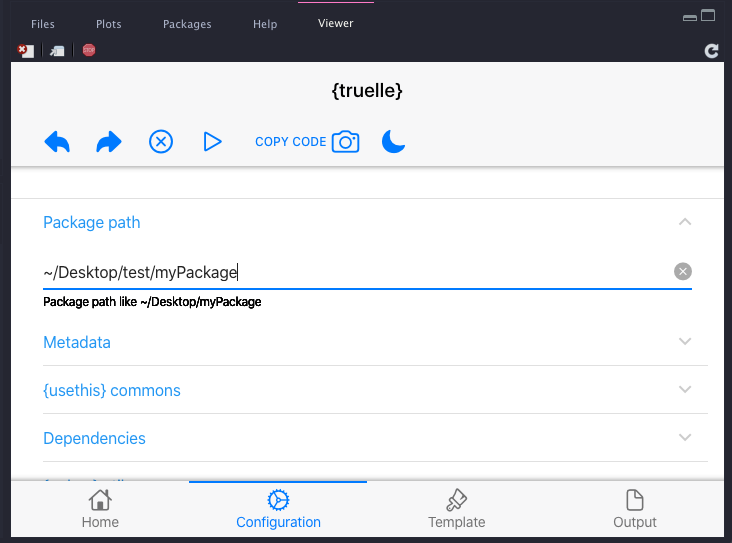 Files Plots Packages Help Viewer
STOP
{truelle}
COPY CODE
Package path
~/Desktop/test/myPackage
Package path like ~/Desktop/myPackage
Metadata
{usethis} commons
Dependencies
Home Configuration Template Output